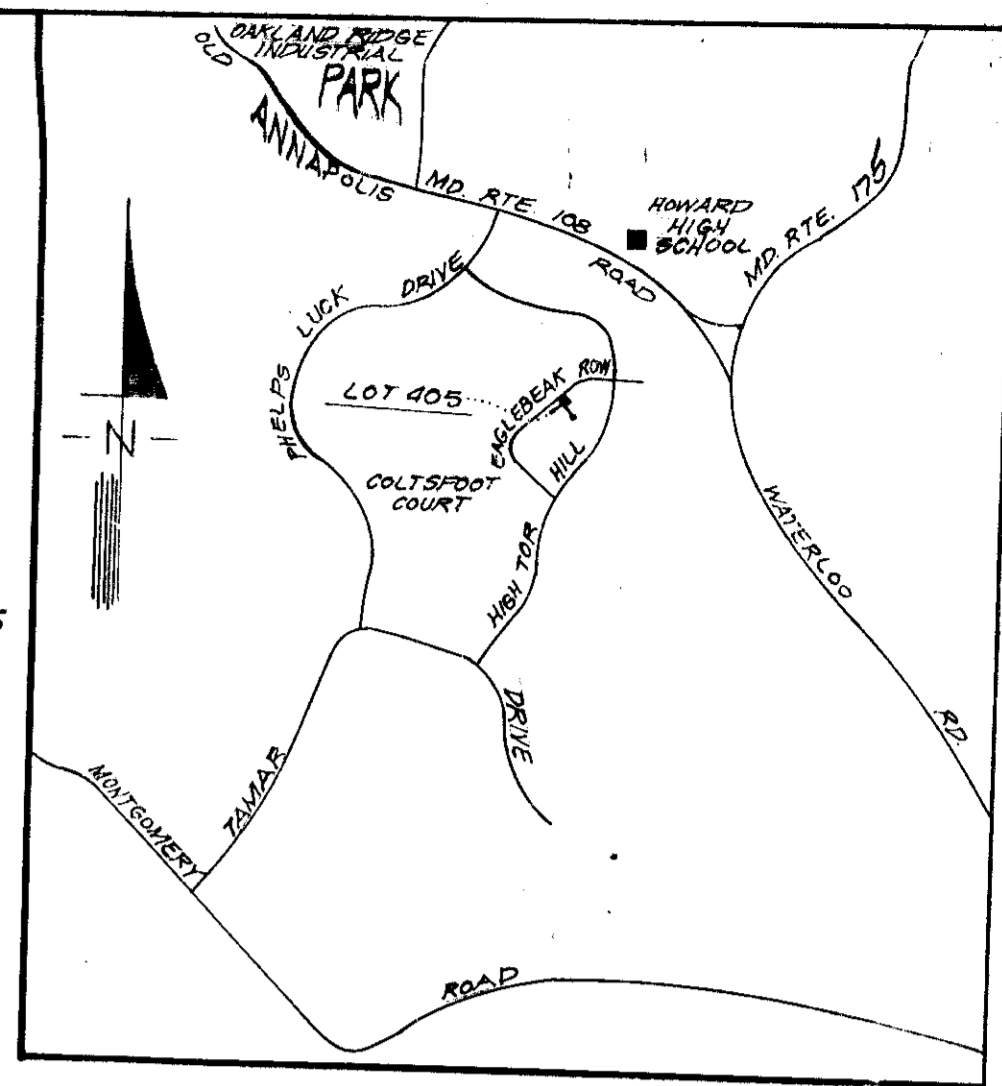 OAKLAND RIDGE
INDUSTRIAL
PARK
OLD
ANNAPOLIS
MD. RTE. 108
ROAD
HOWARD
HIGH
SCHOOL
MD. RTE. 175
PHELPS LUCK DRIVE
LOT 405
EAGLEBEAK ROW
COLTSFOOT
COURT
HIGH TOR HILL
WATERLOO RD.
N
TAMAR DRIVE
MONTGOMERY ROAD